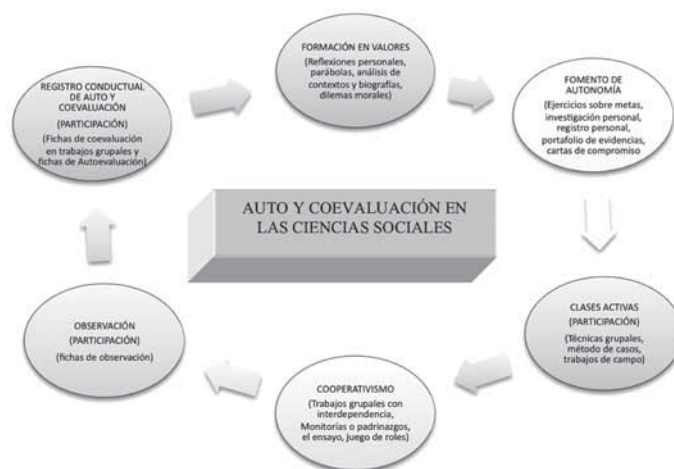 FORMACIÓN EN VALORES
(Reflexiones personales,
parábolas, análisis de
contextos y biografías,
dilemas morales)
FOMENTO DE
AUTONOMÍA
(Ejercicios sobre metas,
investigación personal,
registro personal,
portafolio de evidencias,
cartas de compromiso
CLASES ACTIVAS
(PARTICIPACIÓN)
(Técnicas grupales,
método de casos,
trabajos de campo)
COOPERATIVISMO
(Trabajos grupales con
interdependencia,
Monitorías o padrinazgos,
el ensayo, juego de roles)
OBSERVACIÓN
(PARTICIPACIÓN)
(fichas de observación)
REGISTRO CONDUCTUAL
DE AUTO Y
COEVALUACIÓN
(PARTICIPACIÓN)
(Fichas de coevaluación
en trabajos grupales y
fichas de Autoevaluación)
AUTO Y COEVALUACIÓN EN
LAS CIENCIAS SOCIALES